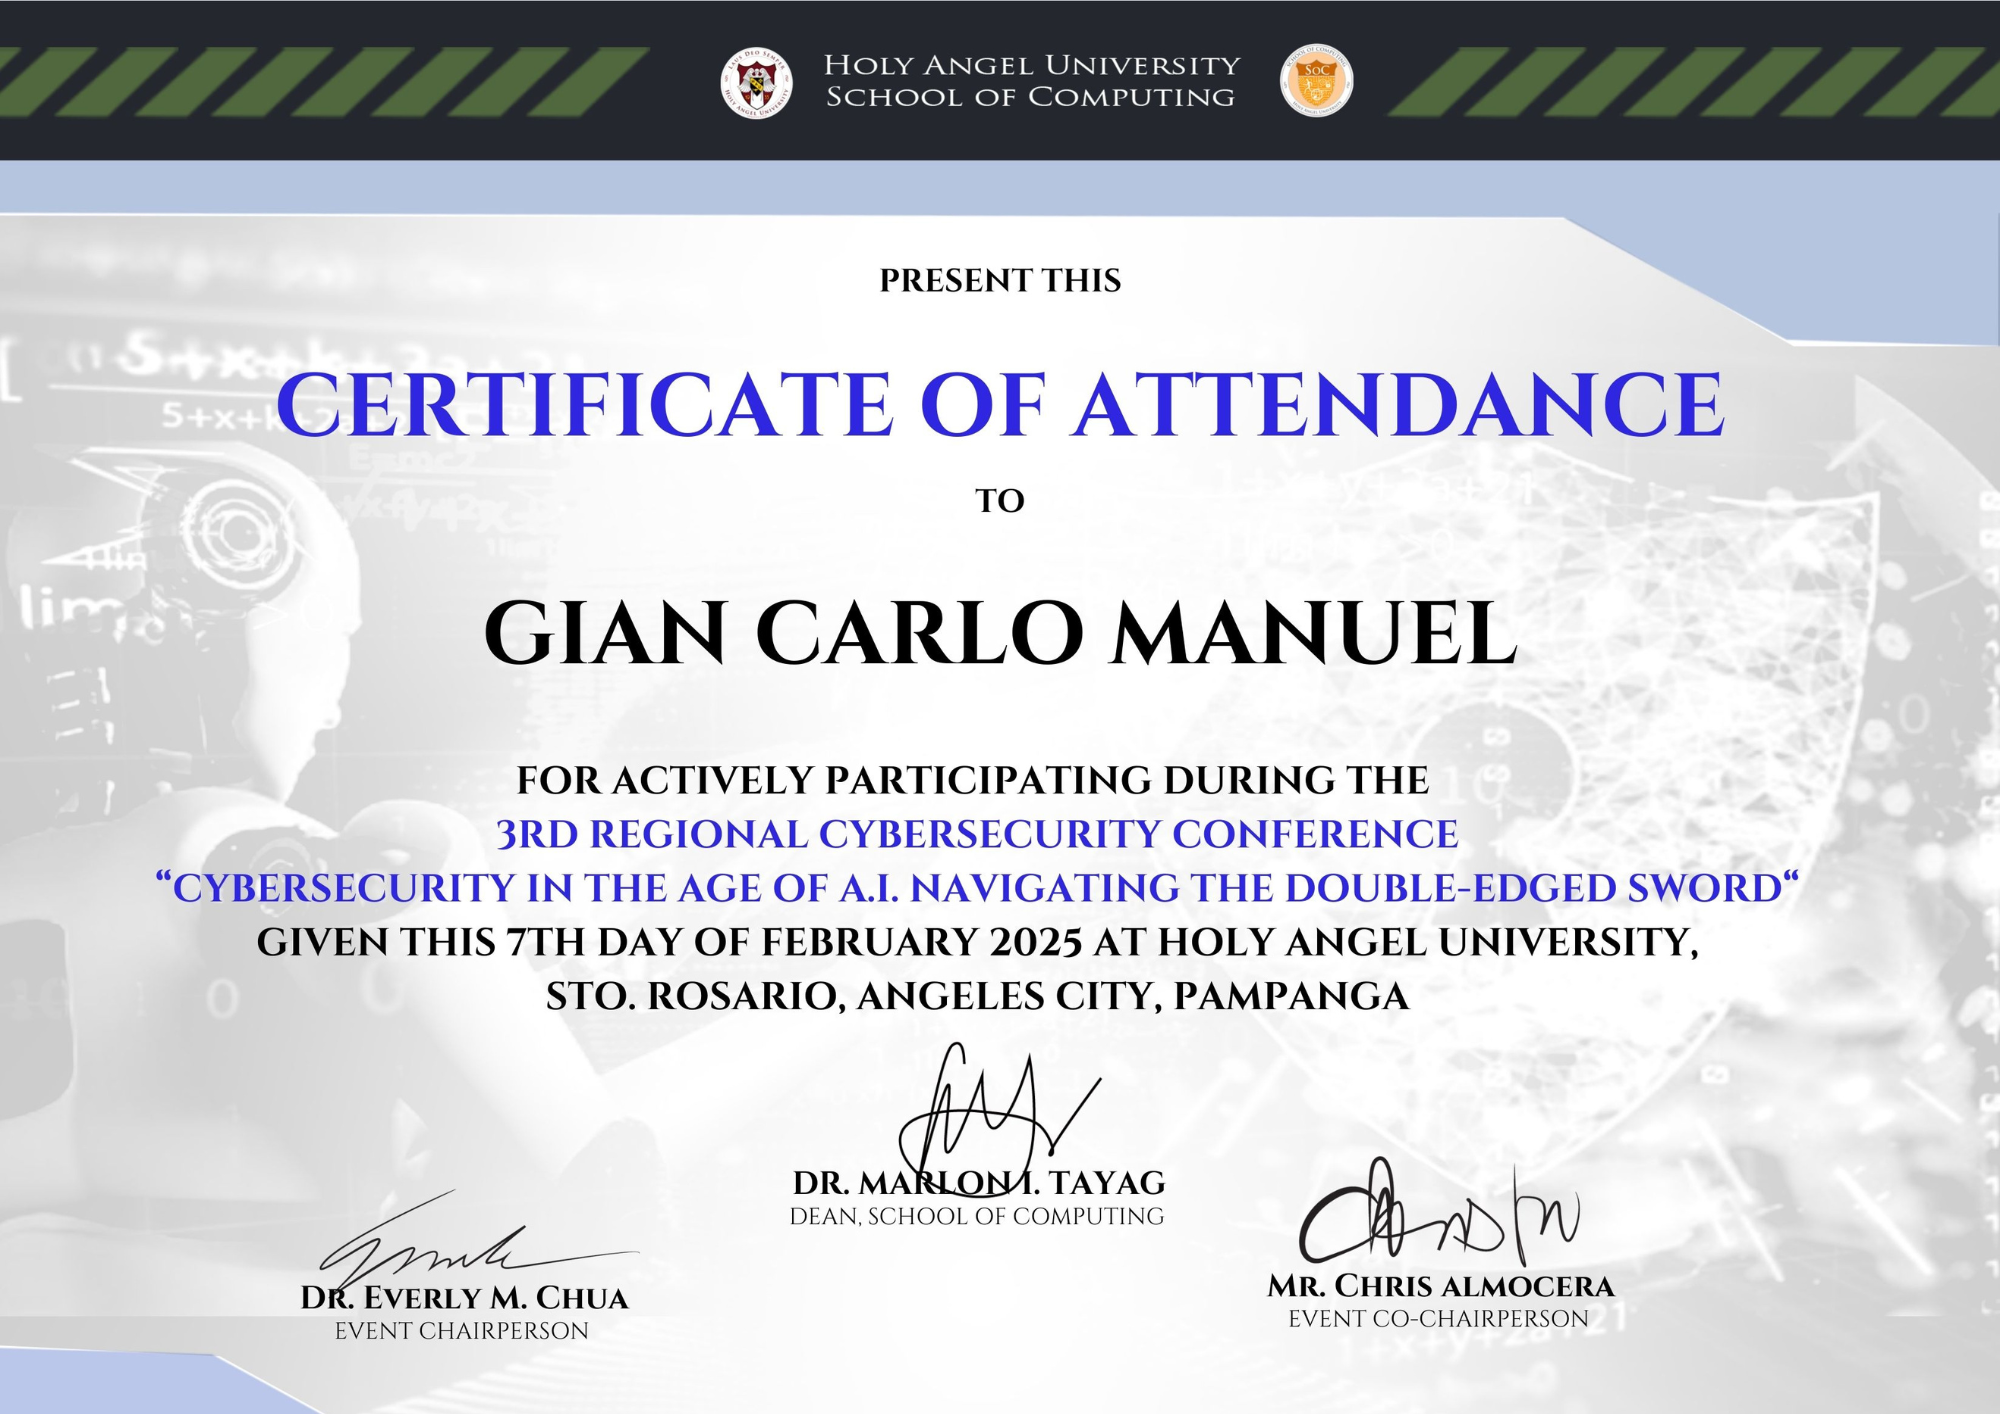 HOLY ANGEL UNIVERSITY
SCHOOL OF COMPUTING
SOC
PRESENT THIS
CERTIFICATE OF ATTENDANCE
TO
GIAN CARLO MANUEL
FOR ACTIVELY PARTICIPATING DURING THE
3RD REGIONAL CYBERSECURITY CONFERENCE
“CYBERSECURITY IN THE AGE OF A.I. NAVIGATING THE DOUBLE-EDGED SWORD“
GIVEN THIS 7TH DAY OF FEBRUARY 2025 AT HOLY ANGEL UNIVERSITY,
STO. ROSARIO, ANGELES CITY, PAMPANGA
DR. MARLON I. TAYAG
DEAN, SCHOOL OF COMPUTING
DR. EVERLY M. CHUA
EVENT CHAIRPERSON
MR. CHRIS ALMOCERA
EVENT CO-CHAIRPERSON